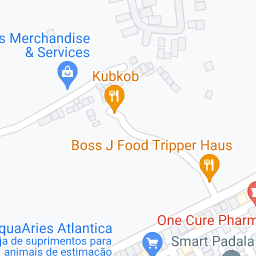 s Merchandise
& Services
Kubkob
Boss J Food Tripper Haus
One Cure Pharm
quaAries Atlantica
ja de suprimentos para
animais de estimação
Smart Padala